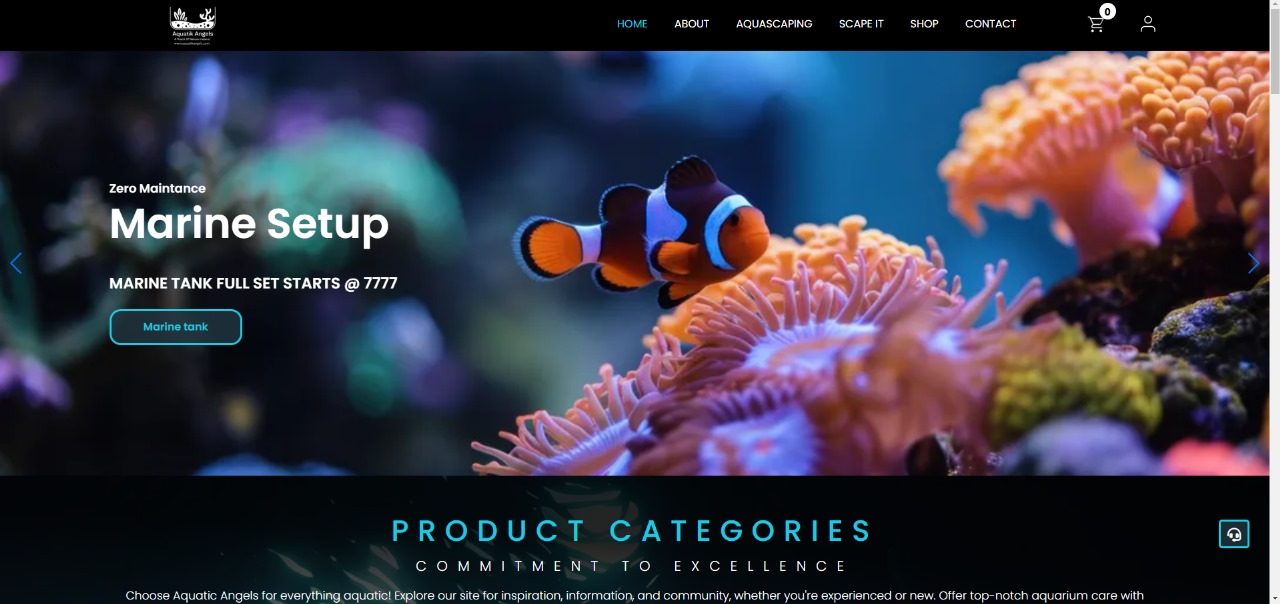 Aquatik Angels
HOME ABOUT AQUASCAPING SCAPE IT SHOP CONTACT 0
Zero Maintance
Marine Setup
MARINE TANK FULL SET STARTS @ 7777
Marine tank
PRODUCT CATEGORIES
COMMITMENT TO EXCELLENCE
Choose Aquatic Angels for everything aquatic! Explore our site for inspiration, information, and community, whether you're experienced or new. Offer top-notch aquarium care with